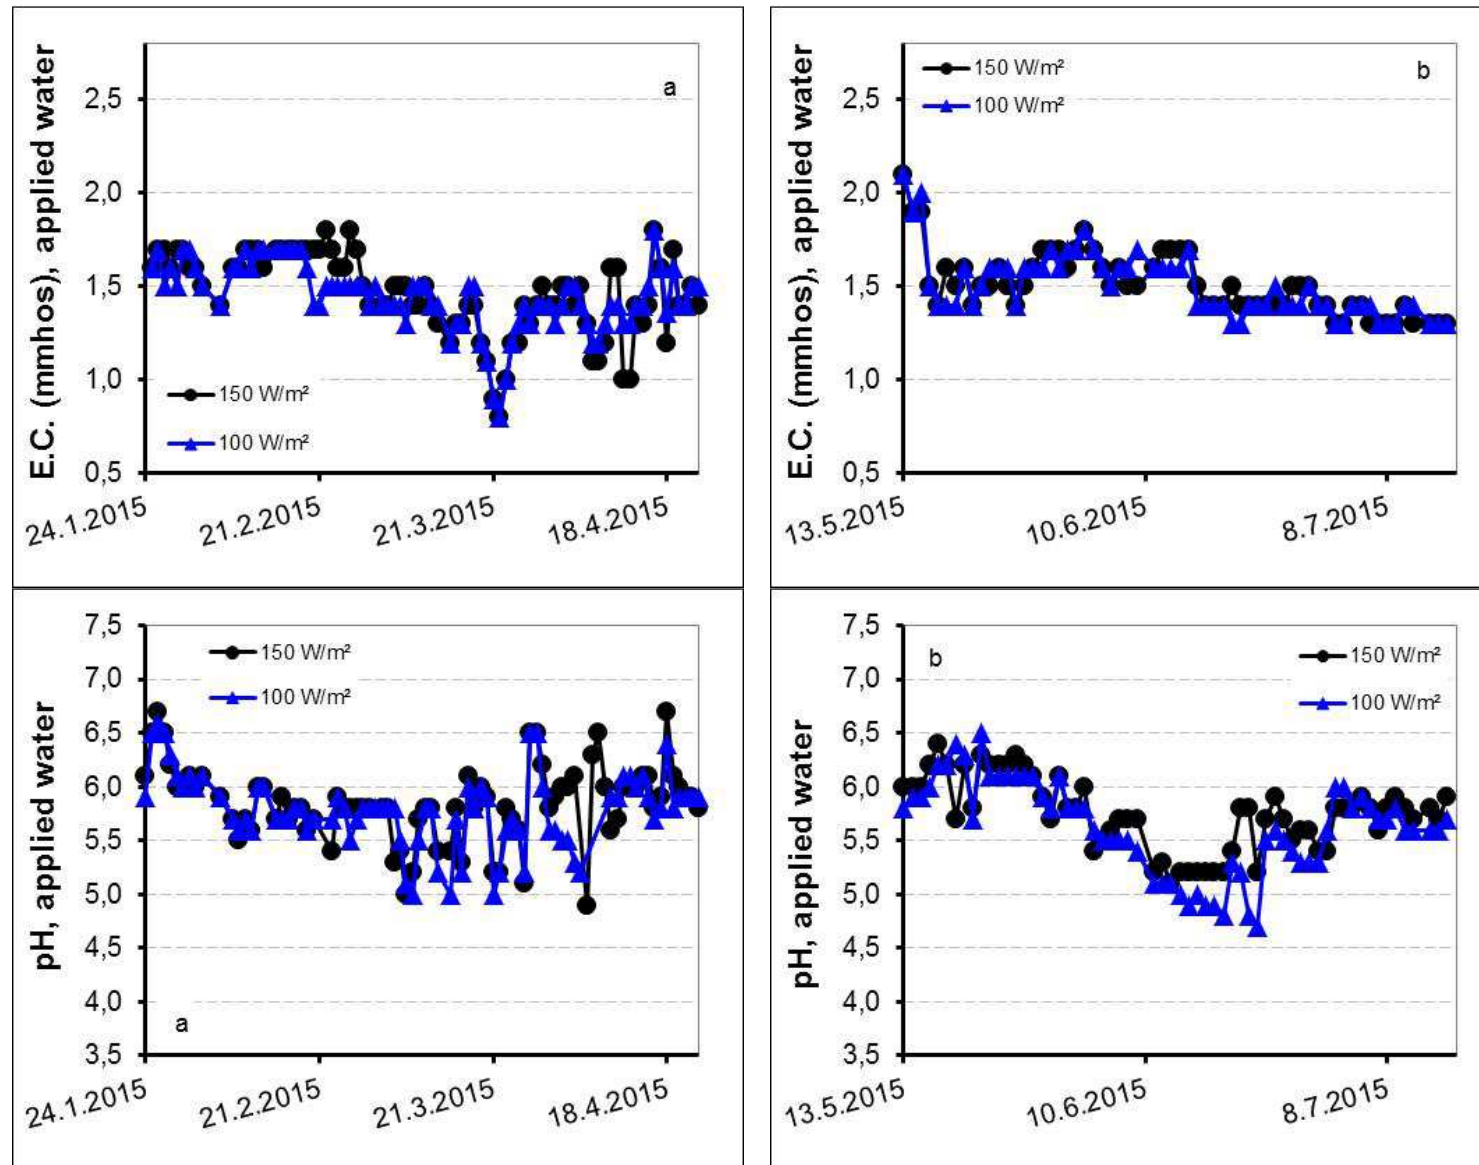 E.C. (mmhos), applied water
2,5
2,0
1,5
1,0
0,5
a
150 W/m²
100 W/m²
24.1.2015
21.2.2015
21.3.2015
18.4.2015
E.C. (mmhos), applied water
2,5
2,0
1,5
1,0
0,5
150 W/m²
100 W/m²
b
13.5.2015
10.6.2015
8.7.2015
pH, applied water
7,5
7,0
6,5
6,0
5,5
5,0
4,5
4,0
3,5
150 W/m²
100 W/m²
a
24.1.2015
21.2.2015
21.3.2015
18.4.2015
pH, applied water
7,5
7,0
6,5
6,0
5,5
5,0
4,5
4,0
3,5
b
150 W/m²
100 W/m²
13.5.2015
10.6.2015
8.7.2015